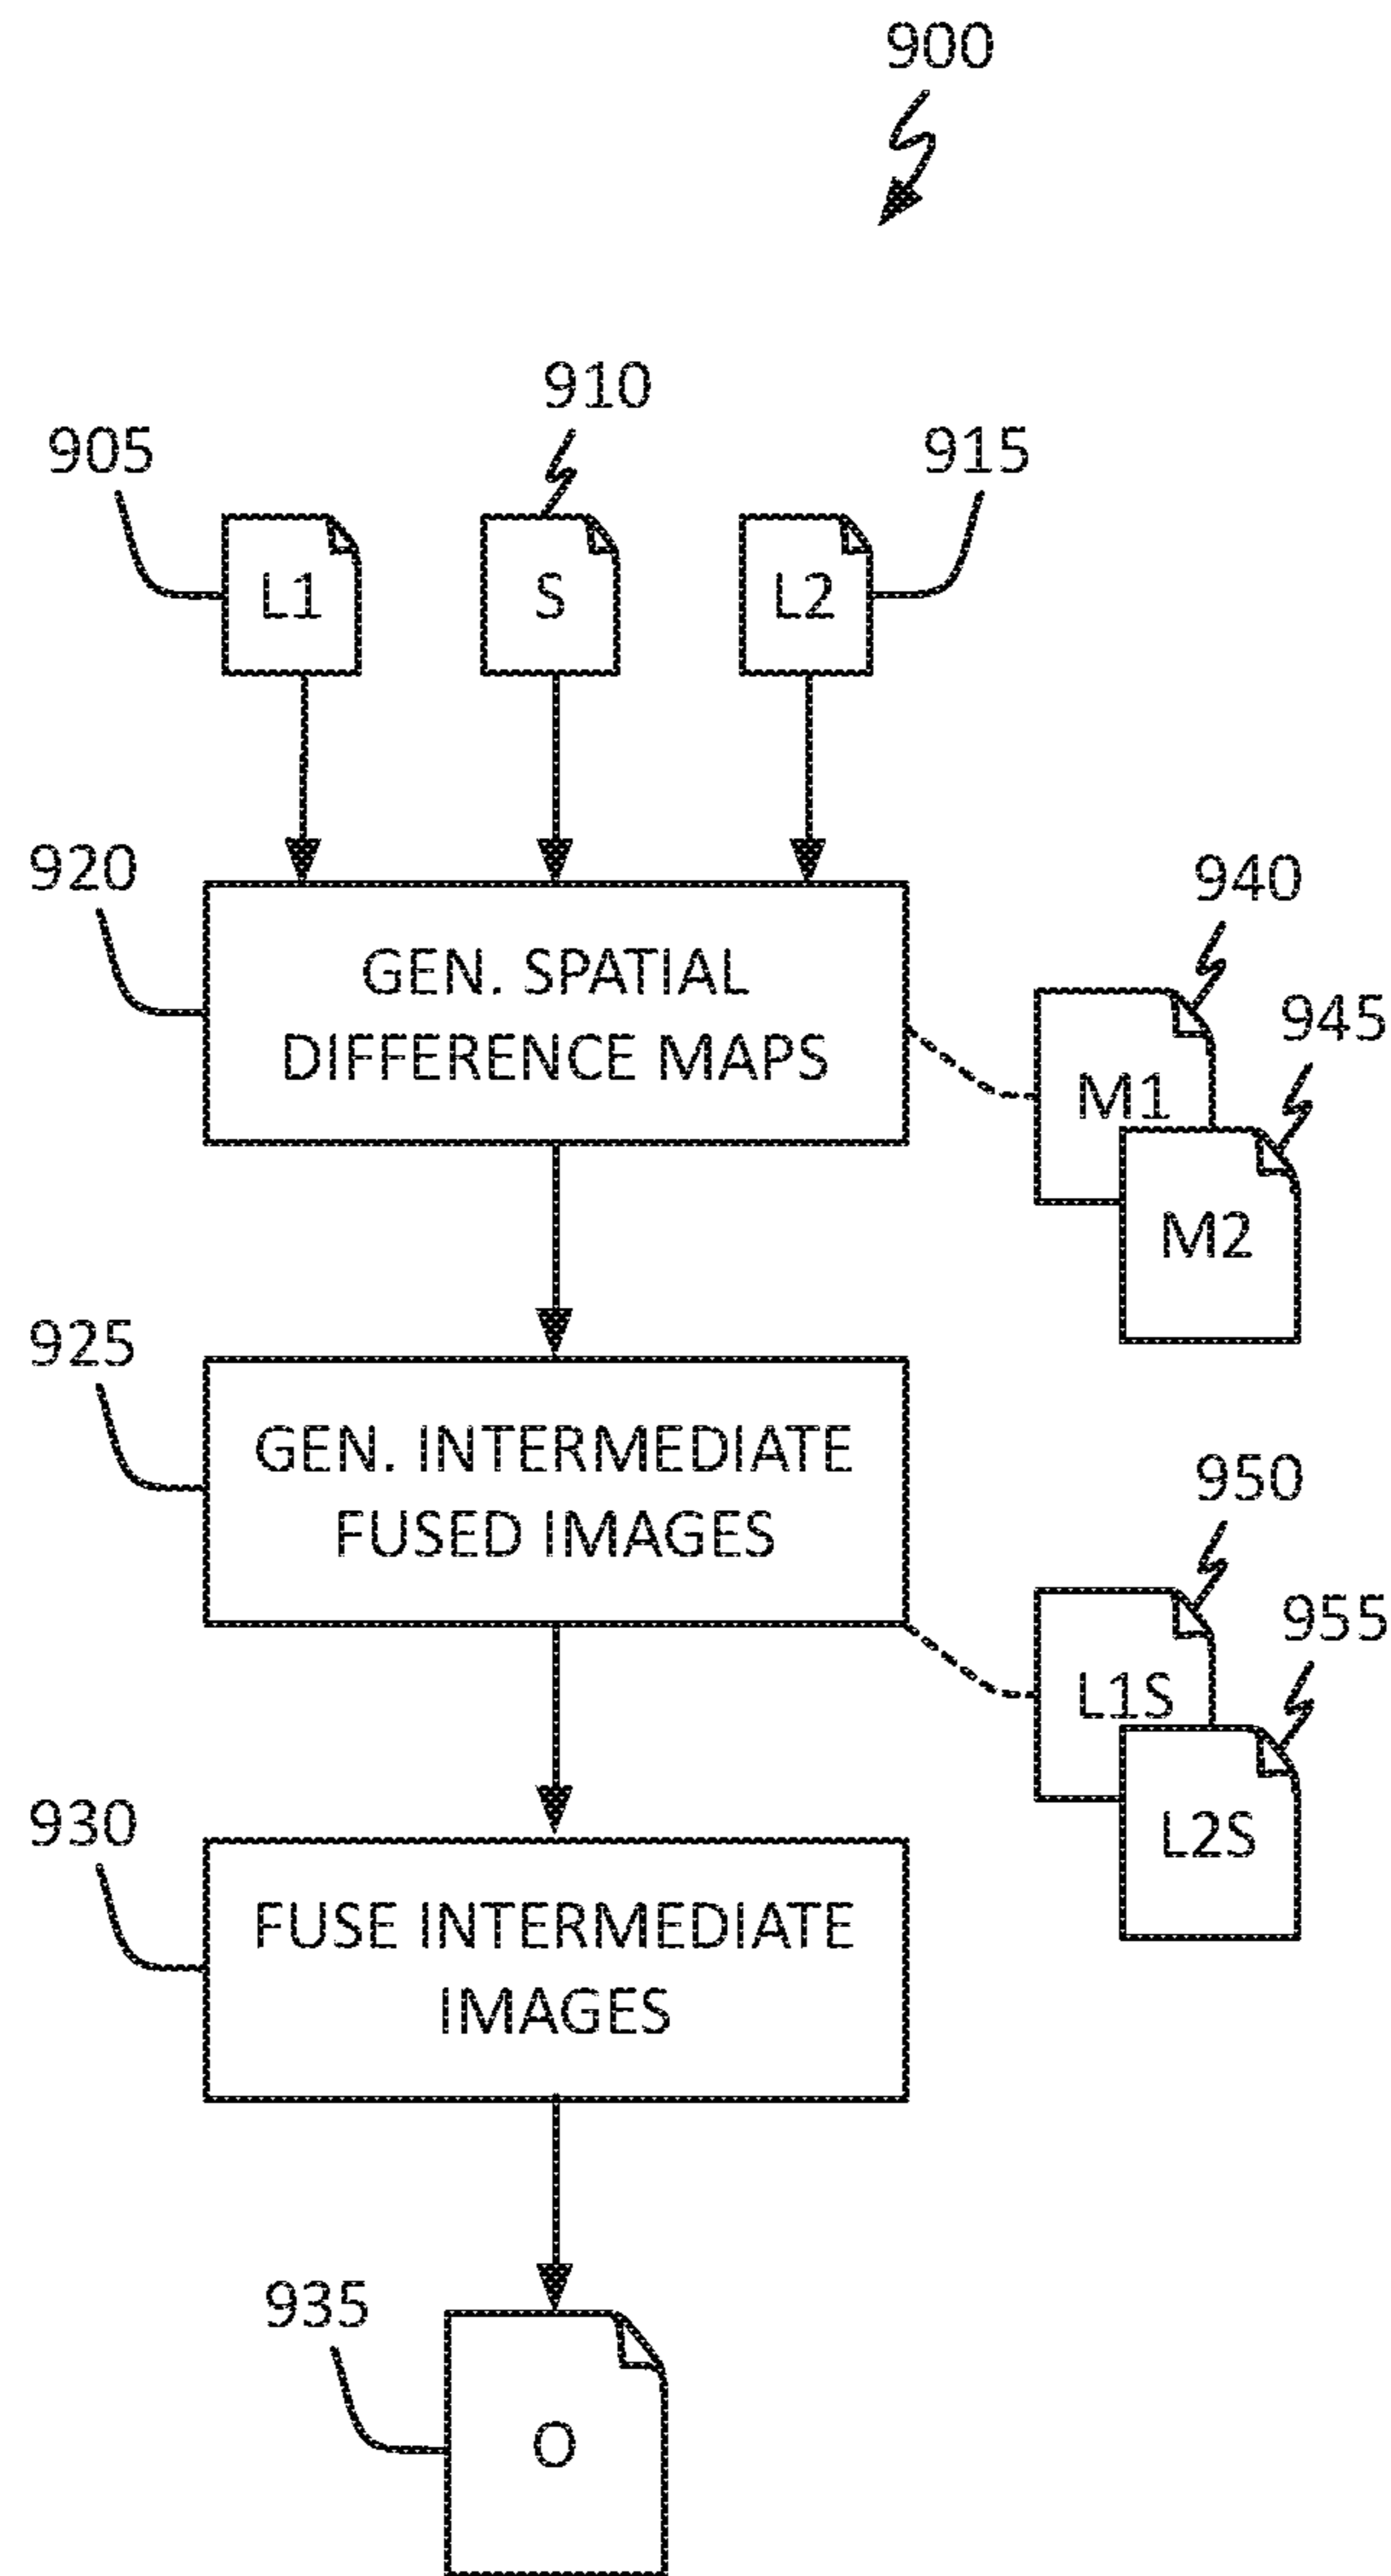 900
910
905
915
L1
S
L2
920
GEN. SPATIAL
DIFFERENCE MAPS
940
945
M1
M2
925
GEN. INTERMEDIATE
FUSED IMAGES
950
955
L1S
L2S
930
FUSE INTERMEDIATE
IMAGES
935
O